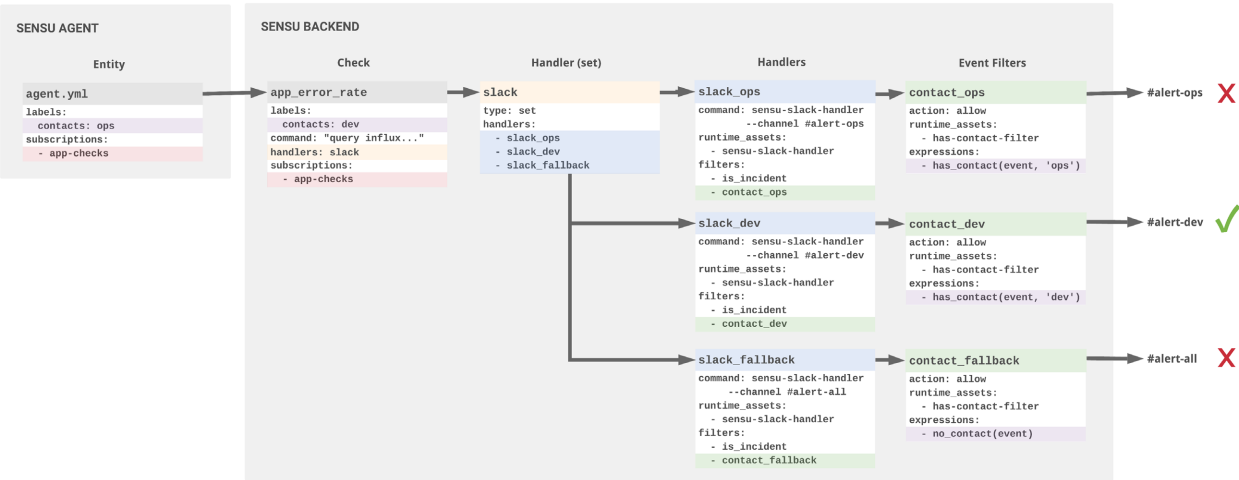 SENSU AGENT
Entity
agent.yml
labels:
contacts: ops
subscriptions:
- app-checks
SENSU BACKEND
Check
app_error_rate
labels:
contacts: dev
command: "query influx..."
handlers: slack
subscriptions:
- app-checks
Handler (set)
slack
type: set
handlers:
- slack_ops
- slack_dev
- slack_fallback
Handlers
slack_ops
command: sensu-slack-handler
--channel #alert-ops
runtime_assets:
- sensu-slack-handler
filters:
- is_incident
- contact_ops
slack_dev
command: sensu-slack-handler
--channel #alert-dev
runtime_assets:
- sensu-slack-handler
filters:
- is_incident
- contact_dev
slack_fallback
command: sensu-slack-handler
--channel #alert-all
runtime_assets:
- sensu-slack-handler
filters:
- is_incident
- contact_fallback
Event Filters
contact_ops
action: allow
runtime_assets:
- has-contact-filter
expressions:
- has_contact(event, 'ops')
contact_dev
action: allow
runtime_assets:
- has-contact-filter
expressions:
- has_contact(event, 'dev')
contact_fallback
action: allow
runtime_assets:
- has-contact-filter
expressions:
- no_contact(event)
#alert-ops
#alert-dev
#alert-all